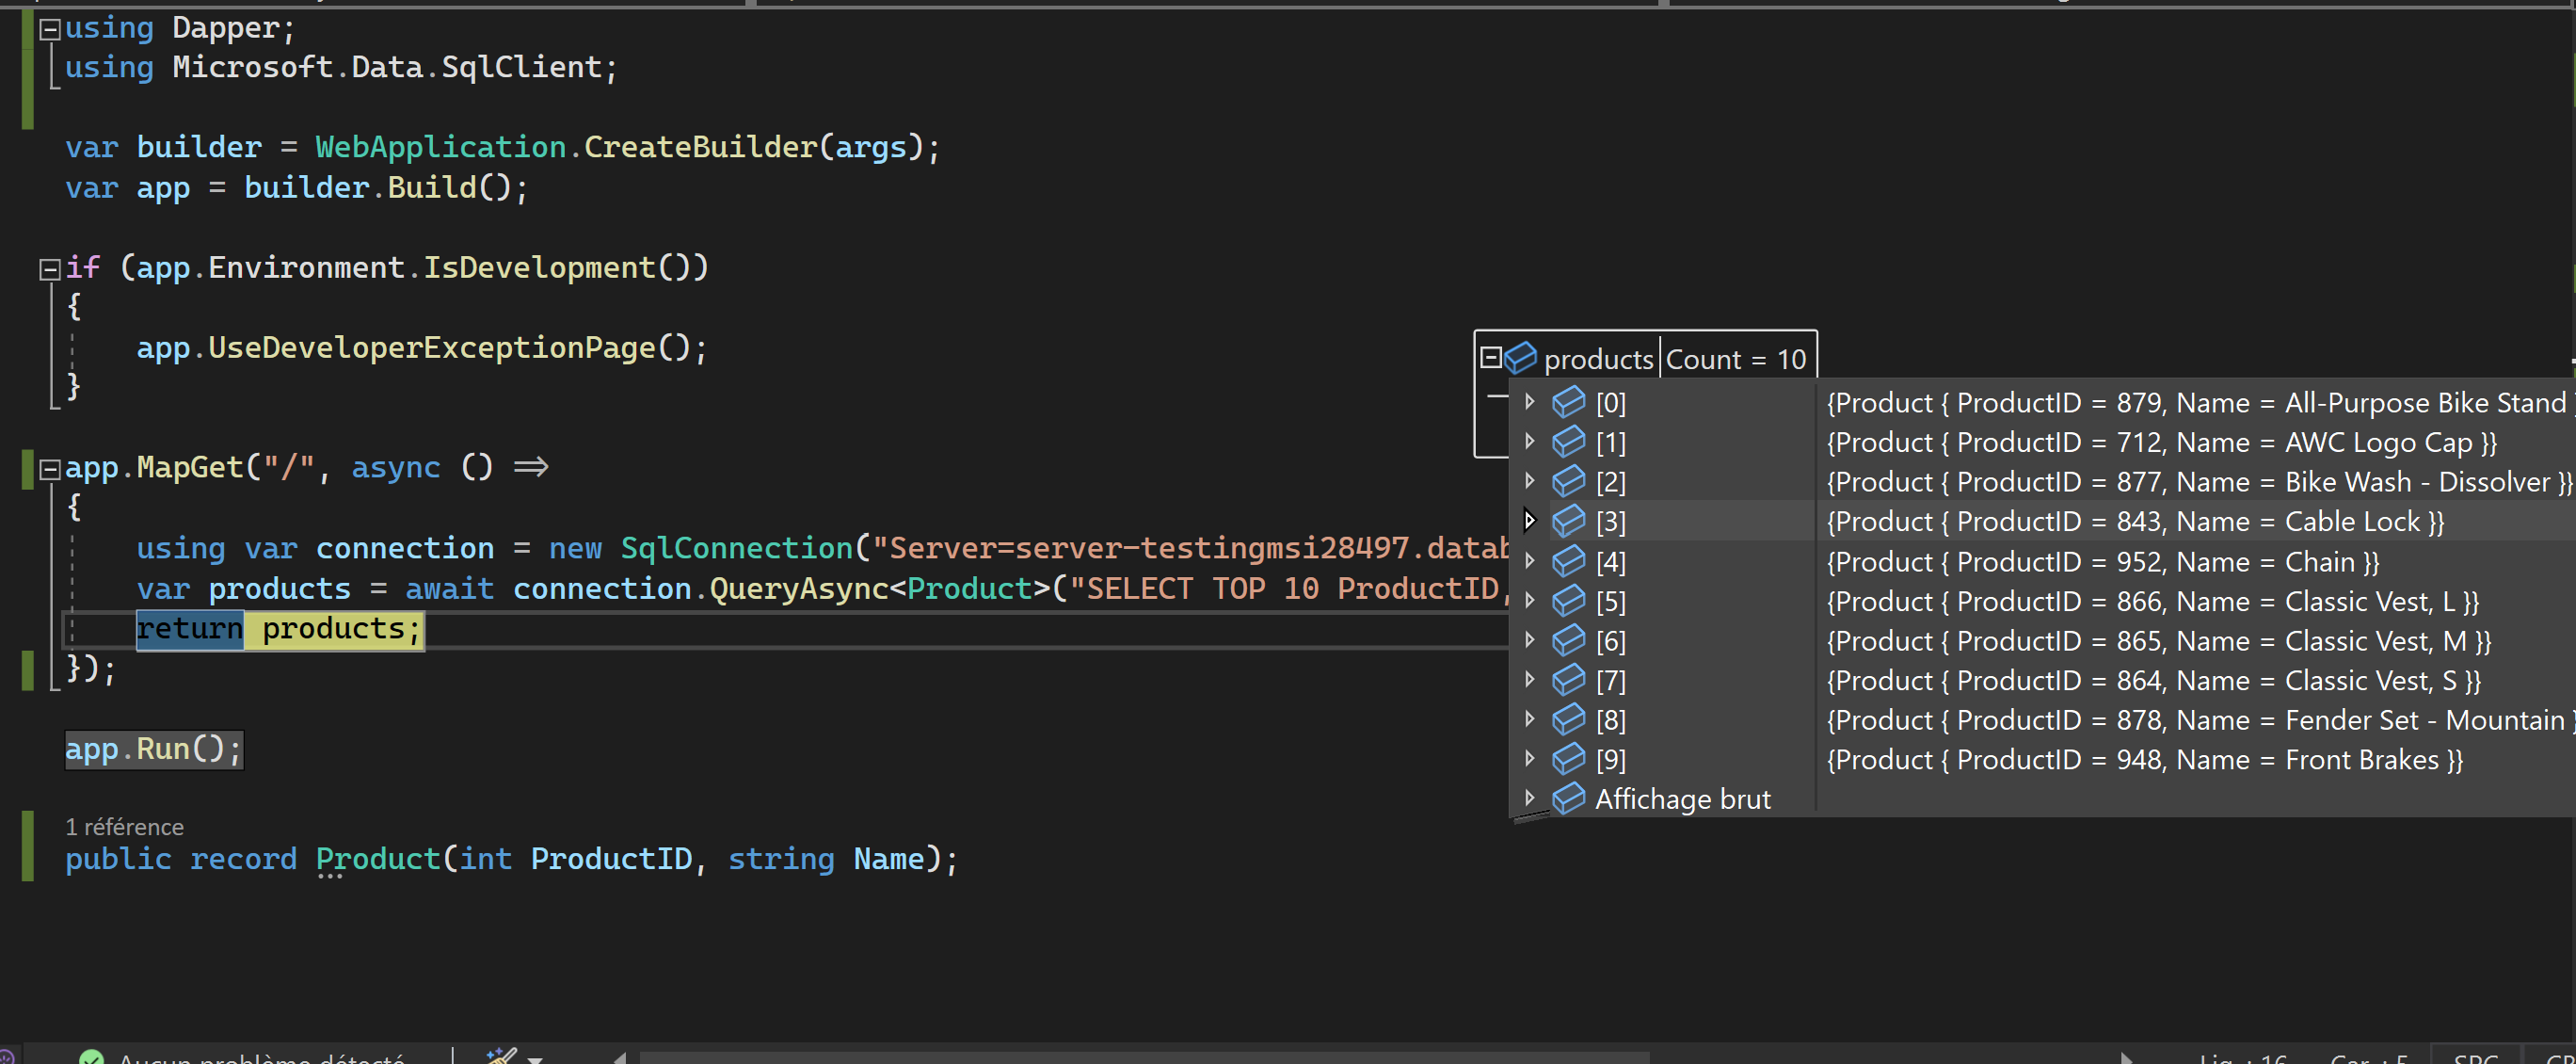 using Dapper;
using Microsoft.Data.SqlClient;
var builder = WebApplication.CreateBuilder(args);
var app = builder.Build();
if (app.Environment.IsDevelopment())
{
app.UseDeveloperExceptionPage();
}
app.MapGet("/", async () =>
{
using var connection = new SqlConnection("Server=server-testingmsi28497.datab
var products = await connection.QueryAsync<Product>("SELECT TOP 10 ProductID,
return products;
});
app.Run();
1 référence
public record Product(int ProductID, string Name);
products Count = 10
[0] {Product { ProductID = 879, Name = All-Purpose Bike Stand
[1] {Product { ProductID = 712, Name = AWC Logo Cap }}
[2] {Product { ProductID = 877, Name = Bike Wash - Dissolver }}
[3] {Product { ProductID = 843, Name = Cable Lock }}
[4] {Product { ProductID = 952, Name = Chain }}
[5] {Product { ProductID = 866, Name = Classic Vest, L }}
[6] {Product { ProductID = 865, Name = Classic Vest, M }}
[7] {Product { ProductID = 864, Name = Classic Vest, S }}
[8] {Product { ProductID = 878, Name = Fender Set - Mountain }
[9] {Product { ProductID = 948, Name = Front Brakes }}
Affichage brut
Aucun problème détecté
Lig : 16 Car : 5 SPC